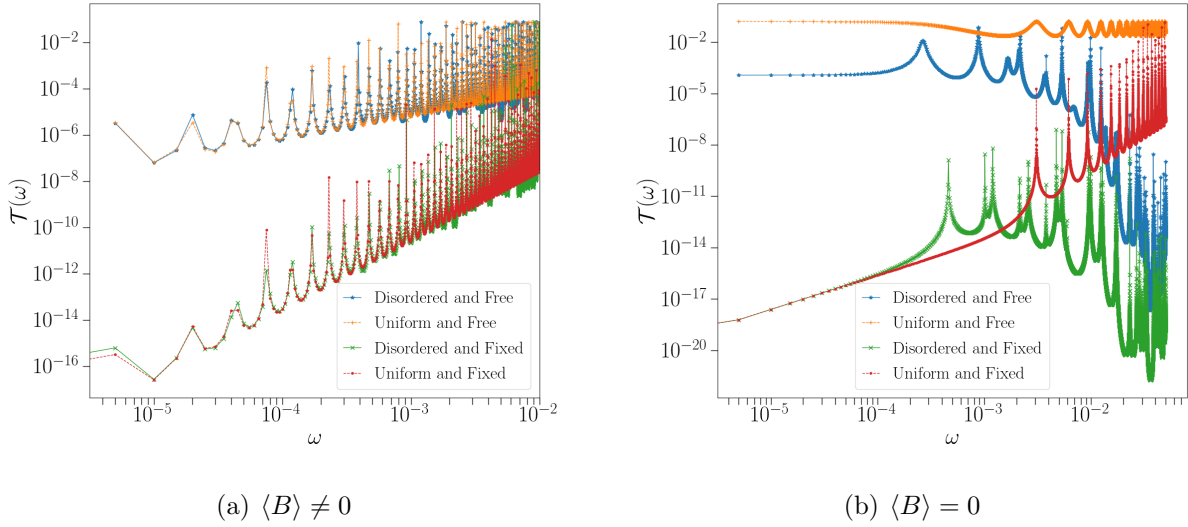 10⁻²
10⁻⁴
10⁻⁶
10⁻⁸
10⁻¹⁰
10⁻¹²
10⁻¹⁴
10⁻¹⁶
𝒯(ω)
Disordered and Free
Uniform and Free
Disordered and Fixed
Uniform and Fixed
10⁻⁵ 10⁻⁴ 10⁻³ 10⁻²
ω
(a) ⟨B⟩ ≠ 0
10⁻²
10⁻⁵
10⁻⁸
10⁻¹¹
10⁻¹⁴
10⁻¹⁷
10⁻²⁰
𝒯(ω)
Disordered and Free
Uniform and Free
Disordered and Fixed
Uniform and Fixed
10⁻⁵ 10⁻⁴ 10⁻³ 10⁻²
ω
(b) ⟨B⟩ = 0